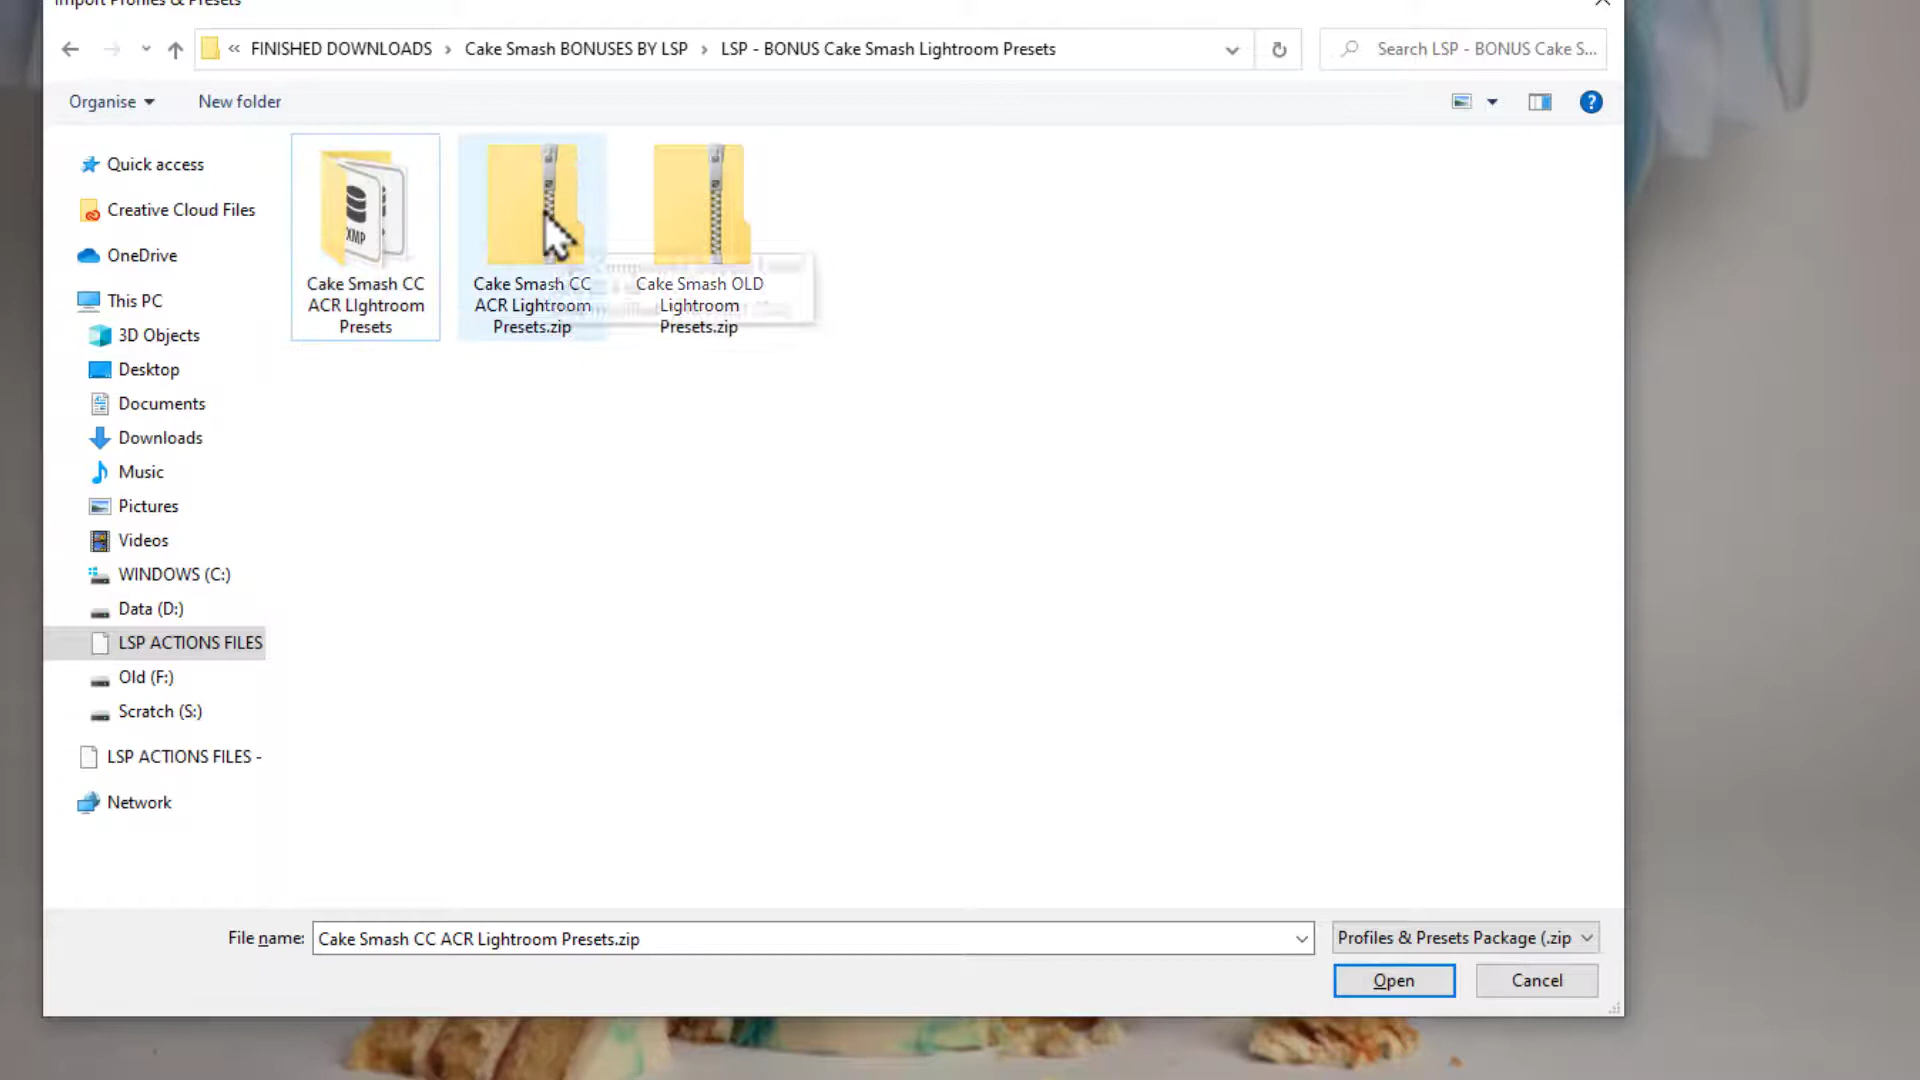 Import Profiles & Presets
« FINISHED DOWNLOADS › Cake Smash BONUSES BY LSP › LSP - BONUS Cake Smash Lightroom Presets
Search LSP - BONUS Cake S...
Organise
New folder
?
Quick access
Creative Cloud Files
OneDrive
This PC
3D Objects
Desktop
Documents
Downloads
Music
Pictures
Videos
WINDOWS (C:)
Data (D:)
LSP ACTIONS FILES
Old (F:)
Scratch (S:)
LSP ACTIONS FILES -
Network
XMP
Cake Smash CC
ACR LIghtroom
Presets
Cake Smash CC
ACR Lightroom
Presets.zip
Cake Smash OLD
Lightroom
Presets.zip
File name:
Cake Smash CC ACR Lightroom Presets.zip
Profiles & Presets Package (.zip
Open
Cancel